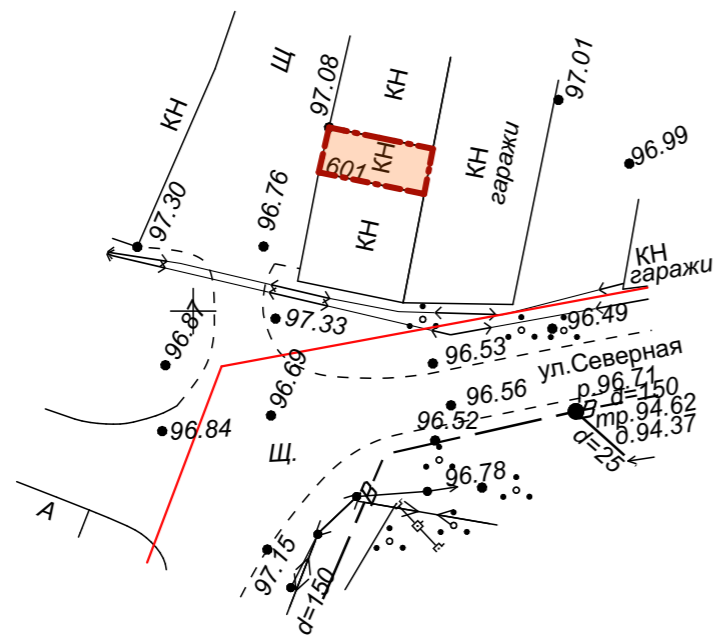 Щ
97.08
КН
97.01
КН
КН
601
КН
гаражи
96.99
97.30
96.76
КН
КН
гаражи
96.87
97.33
96.49
96.53
ул.Северная
96.69
96.56
р.96.71
d=150
тр.94.62
д.94.37
d=25
96.84
96.52
Щ.
96.78
А
97.15
d=150